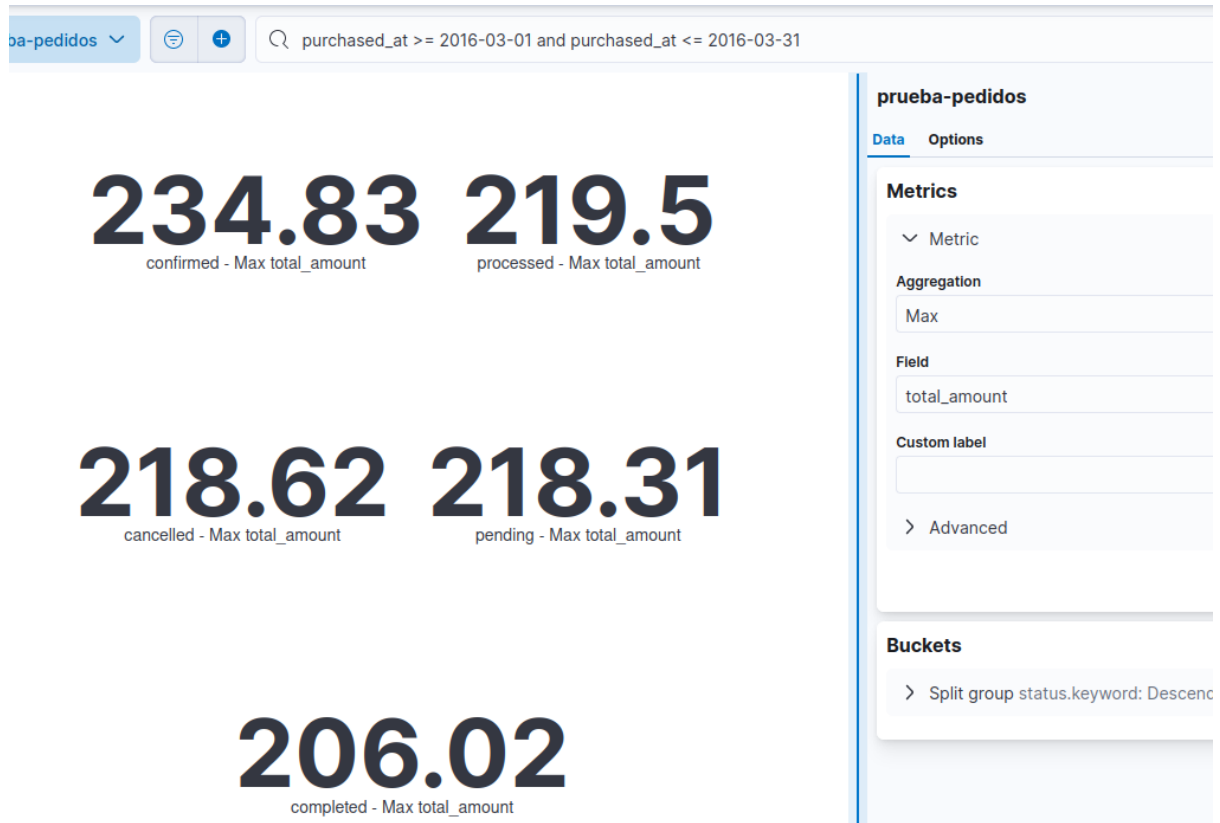 ba-pedidos
purchased_at >= 2016-03-01 and purchased_at <= 2016-03-31
234.83
confirmed - Max total_amount
219.5
processed - Max total_amount
218.62
cancelled - Max total_amount
218.31
pending - Max total_amount
206.02
completed - Max total_amount
prueba-pedidos
Data Options
Metrics
Metric
Aggregation
Max
Field
total_amount
Custom label
Advanced
Buckets
Split group status.keyword: Descend